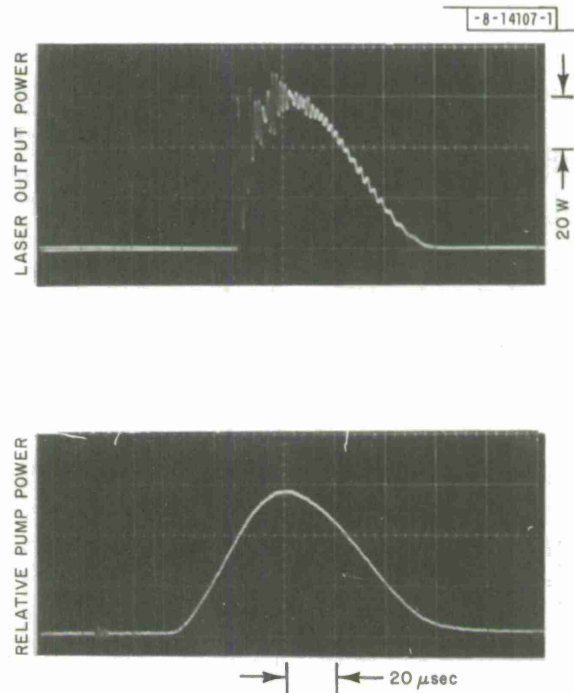 -8-14107-1
LASER OUTPUT POWER
20 W
RELATIVE PUMP POWER
20 μsec